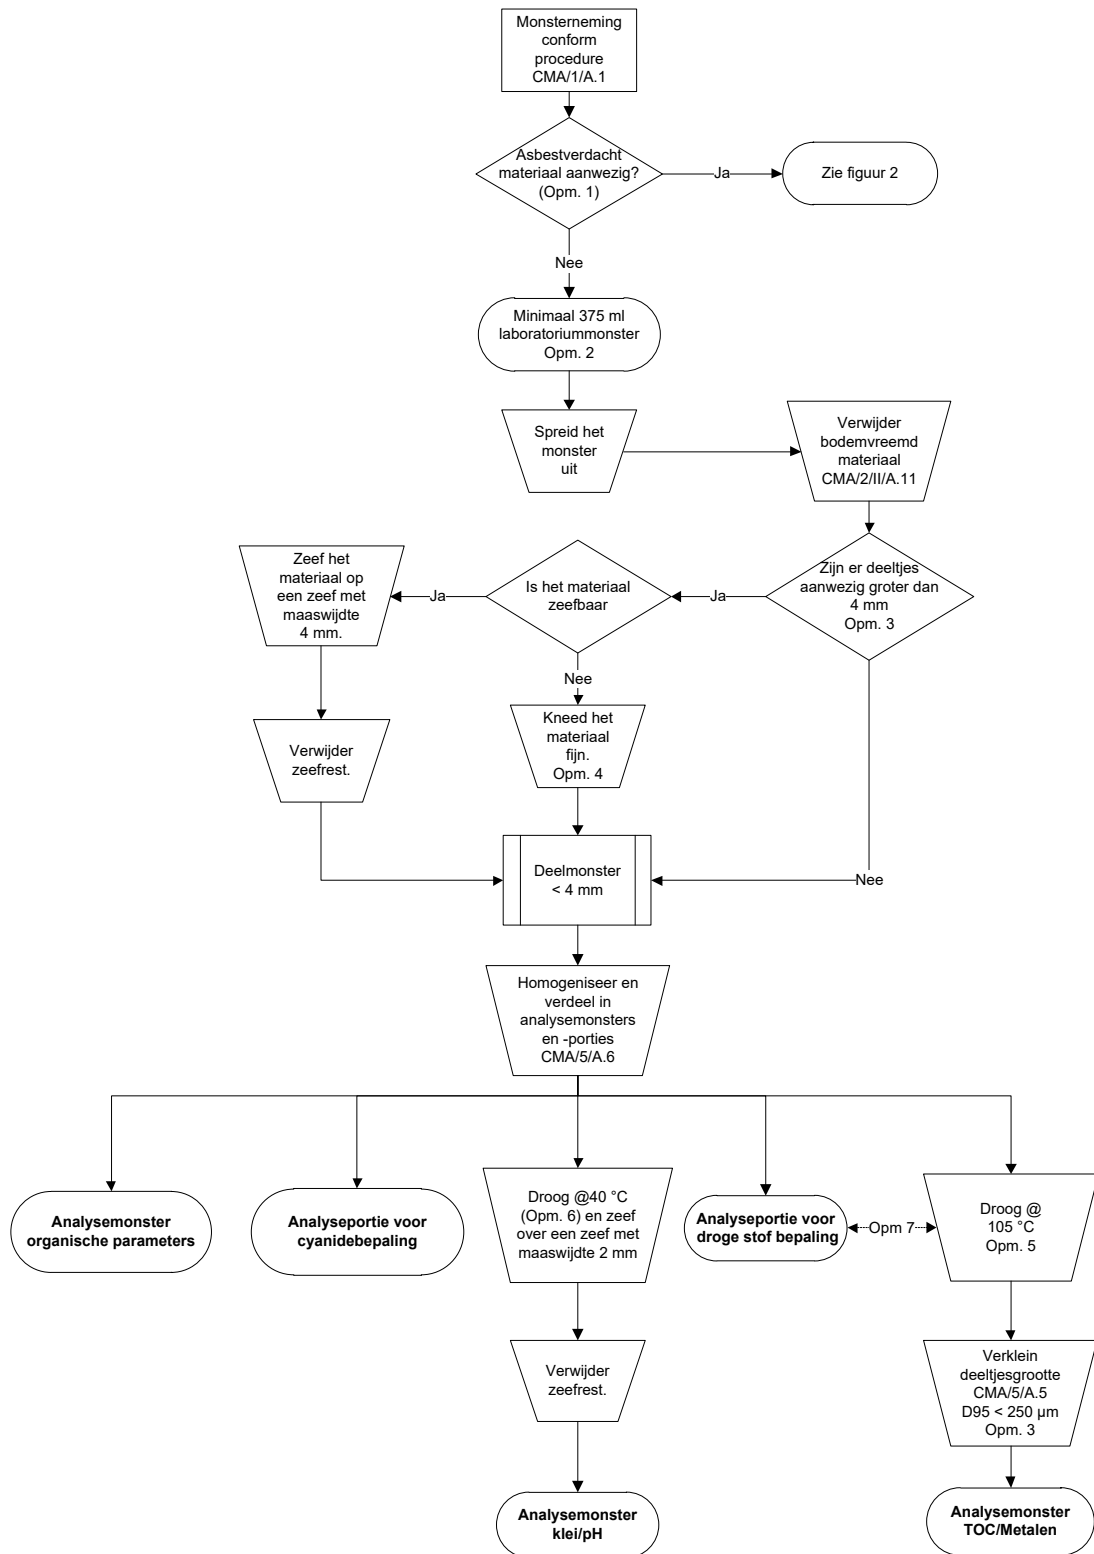 Monsterneming
conform
procedure
CMA/1/A.1
Asbestverdacht
materiaal aanwezig?
(Opm. 1)
Ja
Zie figuur 2
Nee
Minimaal 375 ml
laboratoriummonster
Opm. 2
Spreid het
monster
uit
Verwijder
bodemvreemd
materiaal
CMA/2/II/A.11
Zijn er deeltjes
aanwezig groter dan
4 mm
Opm. 3
Ja
Is het materiaal
zeefbaar
Ja
Zeef het
materiaal op
een zeef met
maaswijdte
4 mm.
Nee
Kneed het
materiaal
fijn.
Opm. 4
Verwijder
zeefrest.
Nee
Deelmonster
< 4 mm
Homogeniseer en
verdeel in
analysemonsters
en -porties
CMA/5/A.6
Analysemonster
organische parameters
Analyseportie voor
cyanidebepaling
Droog @40 °C
(Opm. 6) en zeef
over een zeef met
maaswijdte 2 mm
Analyseportie voor
droge stof bepaling
Opm 7
Droog @
105 °C
Opm. 5
Verwijder
zeefrest.
Verklein
deeltjesgrootte
CMA/5/A.5
D95 < 250 µm
Opm. 3
Analysemonster
klei/pH
Analysemonster
TOC/Metalen